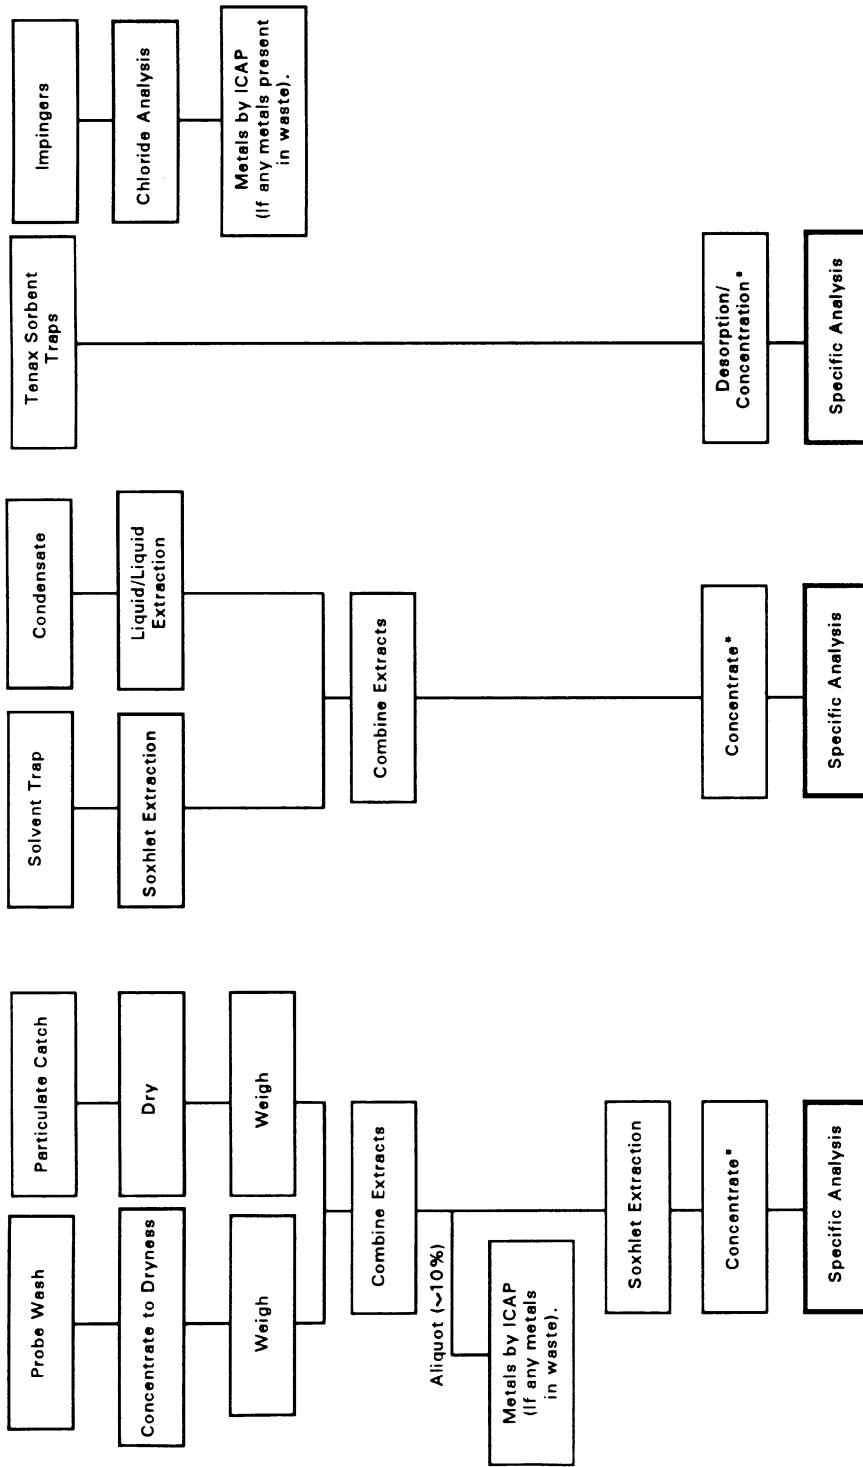 Probe Wash
Concentrate to Dryness
Weigh
Particulate Catch
Dry
Weigh
Combine Extracts
Aliquot (~10%)
Metals by ICAP
(If any metals
in waste).
Soxhlet Extraction
Concentrate*
Specific Analysis
Solvent Trap
Soxhlet Extraction
Condensate
Liquid/Liquid
Extraction
Combine Extracts
Concentrate*
Specific Analysis
Tenax Sorbent
Traps
Desorption/
Concentration*
Specific Analysis
Impingers
Chloride Analysis
Metals by ICAP
(If any metals present
in waste).